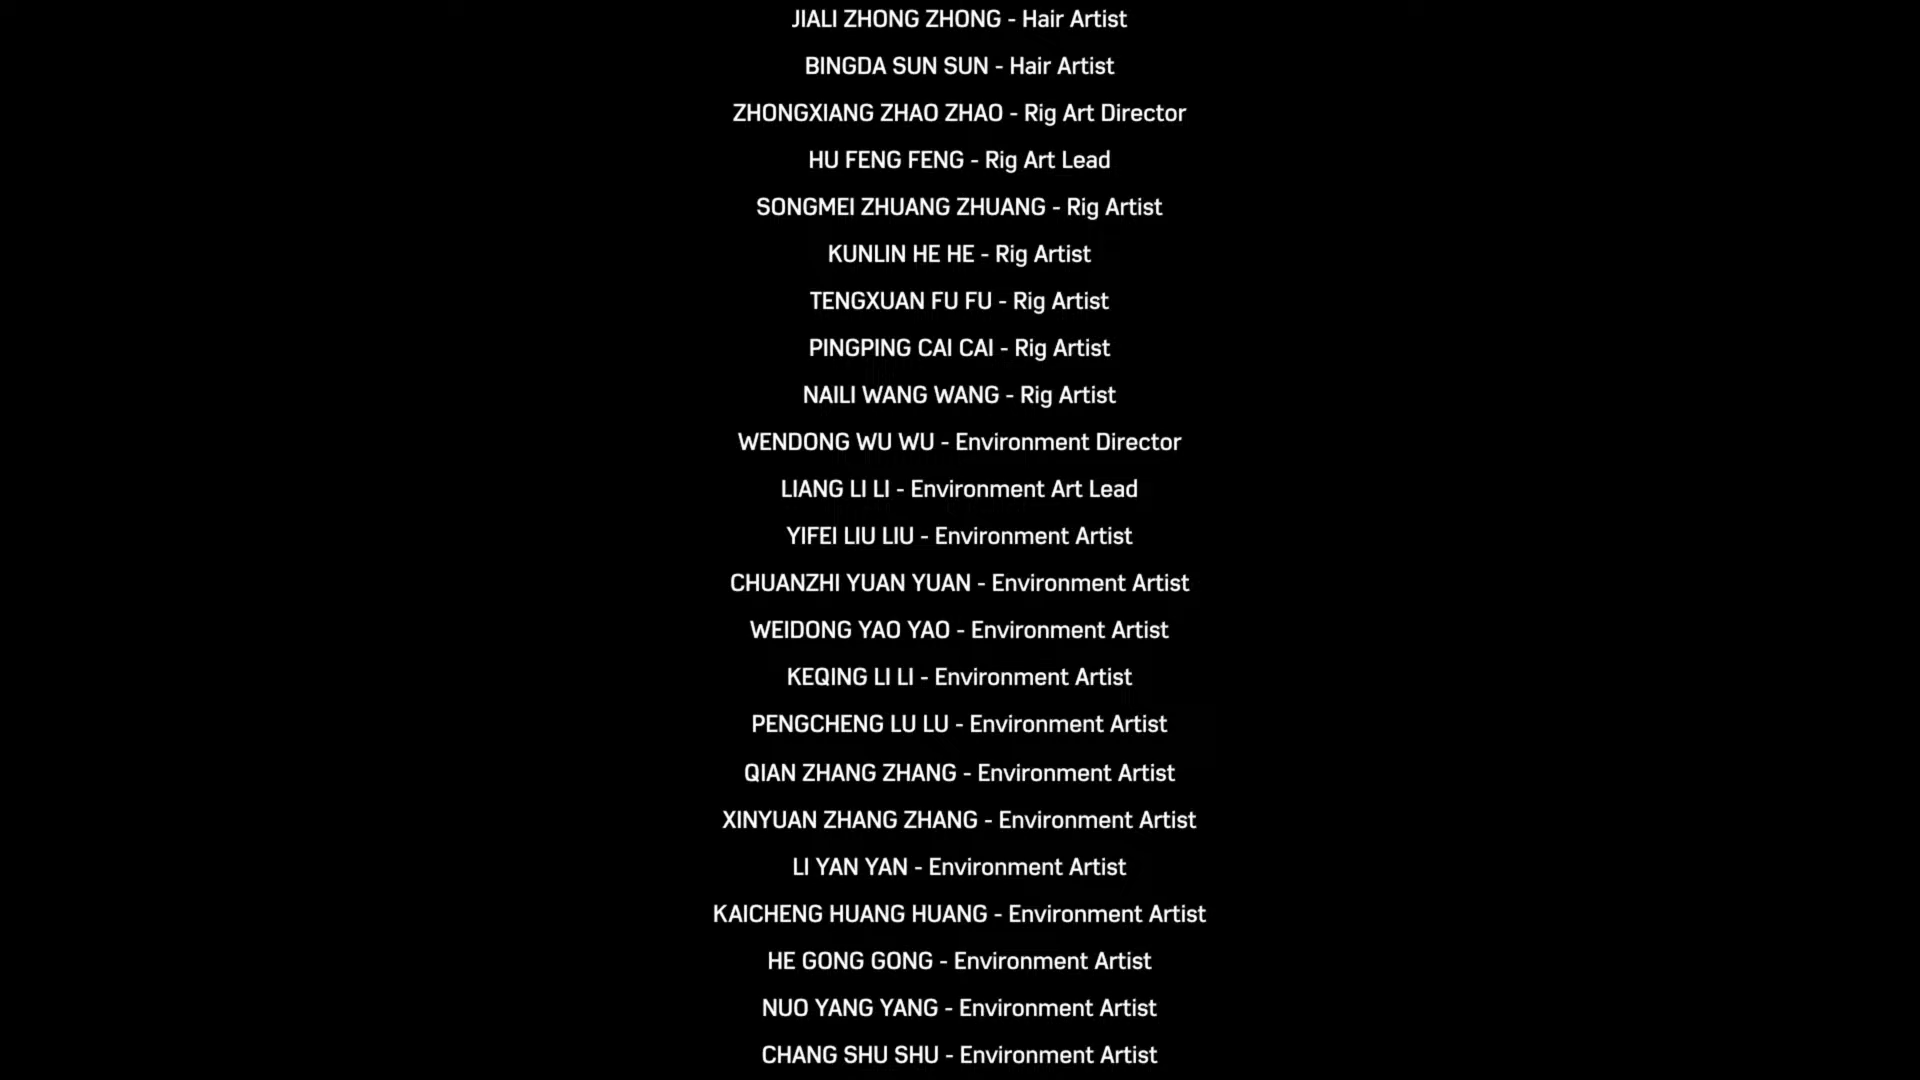 JIALI ZHONG ZHONG - Hair Artist
BINGDA SUN SUN - Hair Artist
ZHONGXIANG ZHAO ZHAO - Rig Art Director
HU FENG FENG - Rig Art Lead
SONGMEI ZHUANG ZHUANG - Rig Artist
KUNLIN HE HE - Rig Artist
TENGXUAN FU FU - Rig Artist
PINGPING CAI CAI - Rig Artist
NAILI WANG WANG - Rig Artist
WENDONG WU WU - Environment Director
LIANG LI LI - Environment Art Lead
YIFEI LIU LIU - Environment Artist
CHUANZHI YUAN YUAN - Environment Artist
WEIDONG YAO YAO - Environment Artist
KEQING LI LI - Environment Artist
PENGCHENG LU LU - Environment Artist
QIAN ZHANG ZHANG - Environment Artist
XINYUAN ZHANG ZHANG - Environment Artist
LI YAN YAN - Environment Artist
KAICHENG HUANG HUANG - Environment Artist
HE GONG GONG - Environment Artist
NUO YANG YANG - Environment Artist
CHANG SHU SHU - Environment Artist